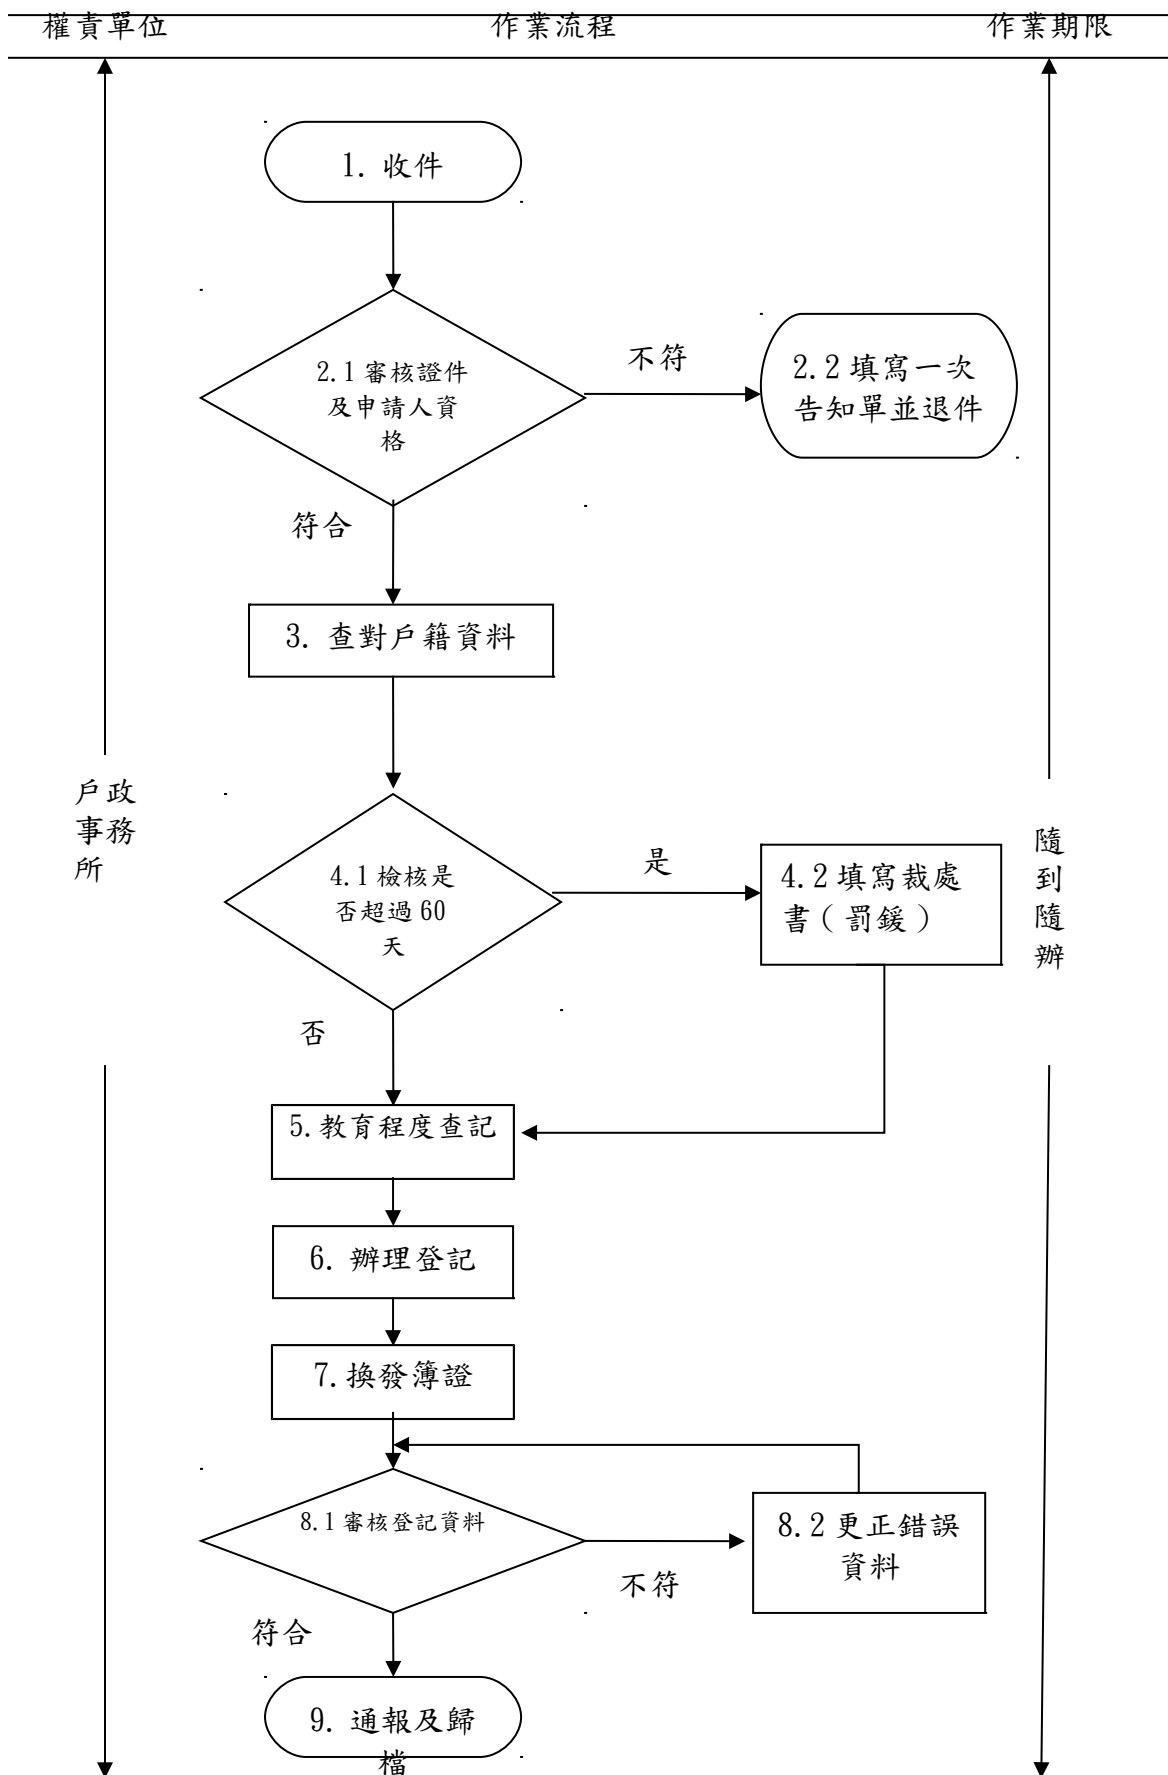 權責單位 作業流程 作業期限
1. 收件
2.1 審核證件
及申請人資
格
不符
2.2 填寫一次
告知單並退件
符合
3. 查對戶籍資料
戶政
事務
所
4.1 檢核是
否超過 60
天
是
4.2 填寫裁處
書（罰鍰）
隨
到
隨
辦
否
5.教育程度查記
6. 辦理登記
7.換發簿證
8.1 審核登記資料
不符
8.2 更正錯誤
資料
符合
9. 通報及歸
檔